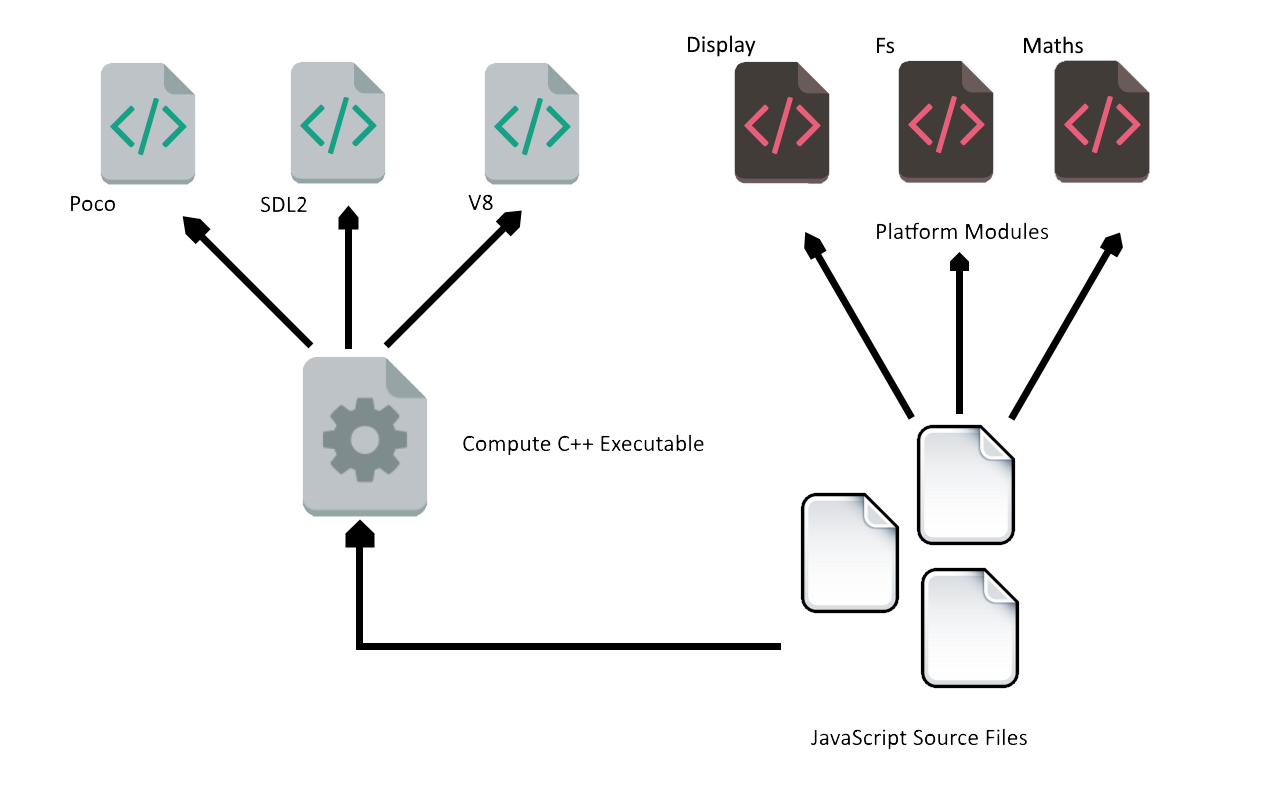 Display
Fs
Maths
Poco
SDL2
V8
Platform Modules
Compute C++ Executable
JavaScript Source Files